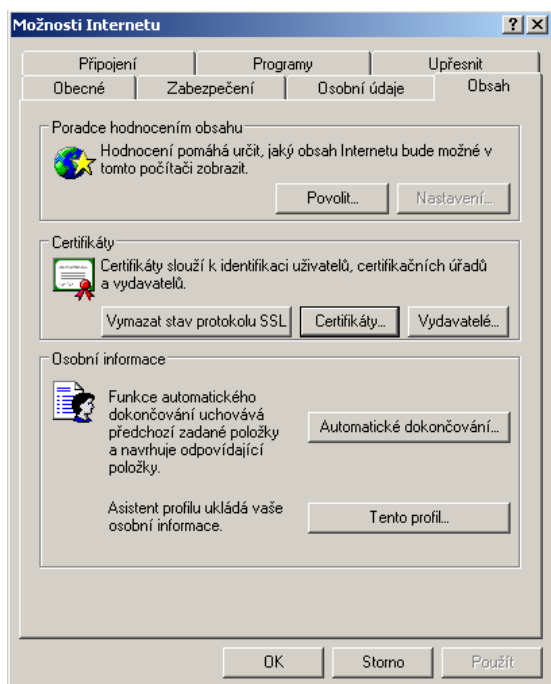 Možnosti Internetu
Připojení
Programy
Upřesnit
Obecné
Zabezpečení
Osobní údaje
Obsah
Poradce hodnocením obsahu
Hodnocení pomáhá určit, jaký obsah Internetu bude možné v
tomto počítači zobrazit.
Povolit...
Nastavení...
Certifikáty
Certifikáty slouží k identifikaci uživatelů, certifikačních úřadů
a vydavatelů.
Vymazat stav protokolu SSL
Certifikáty...
Vydavatelé...
Osobní informace
Funkce automatického
dokončování uchovává
předchozí zadané položky
a navrhuje odpovídající
položky.
Automatické dokončování...
Asistent profilu ukládá vaše
osobní informace.
Tento profil...
OK
Storno
Použít